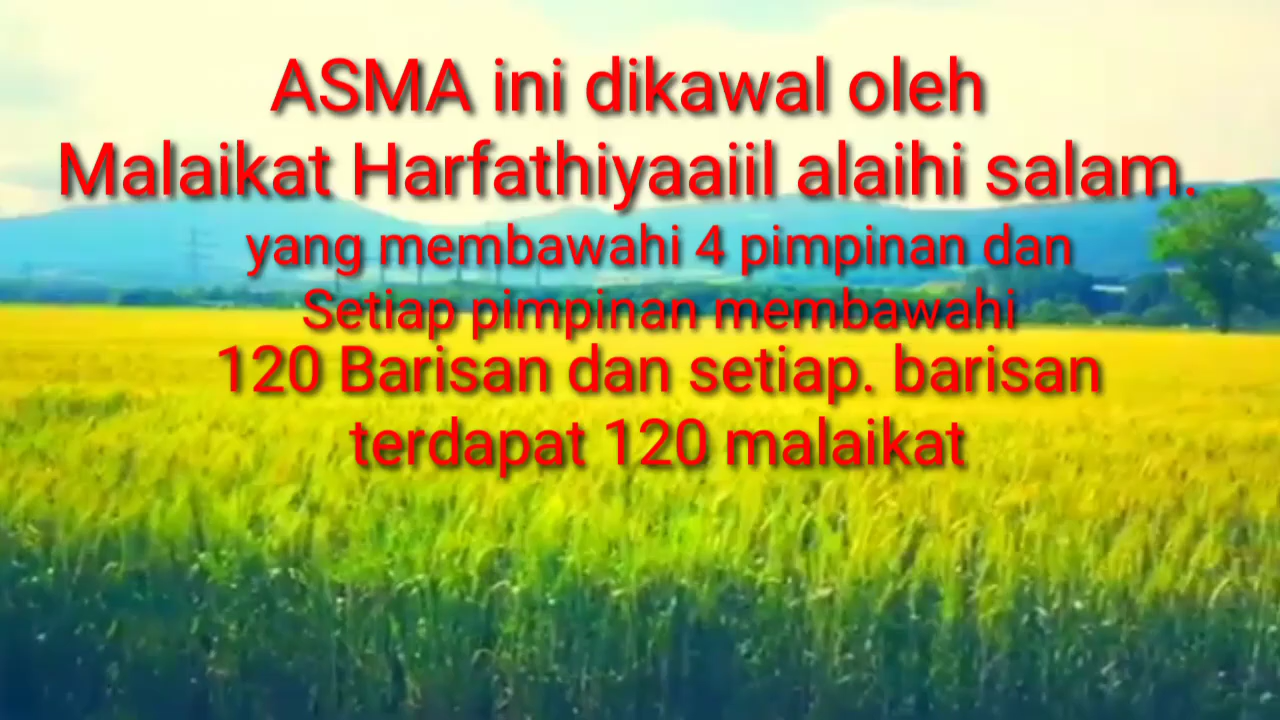 ASMA ini dikawal oleh
Malaikat Harfathiyaaiil alaihi salam.
yang membawahi 4 pimpinan dan
Setiap pimpinan membawahi
120 Barisan dan setiap. barisan
terdapat 120 malaikat